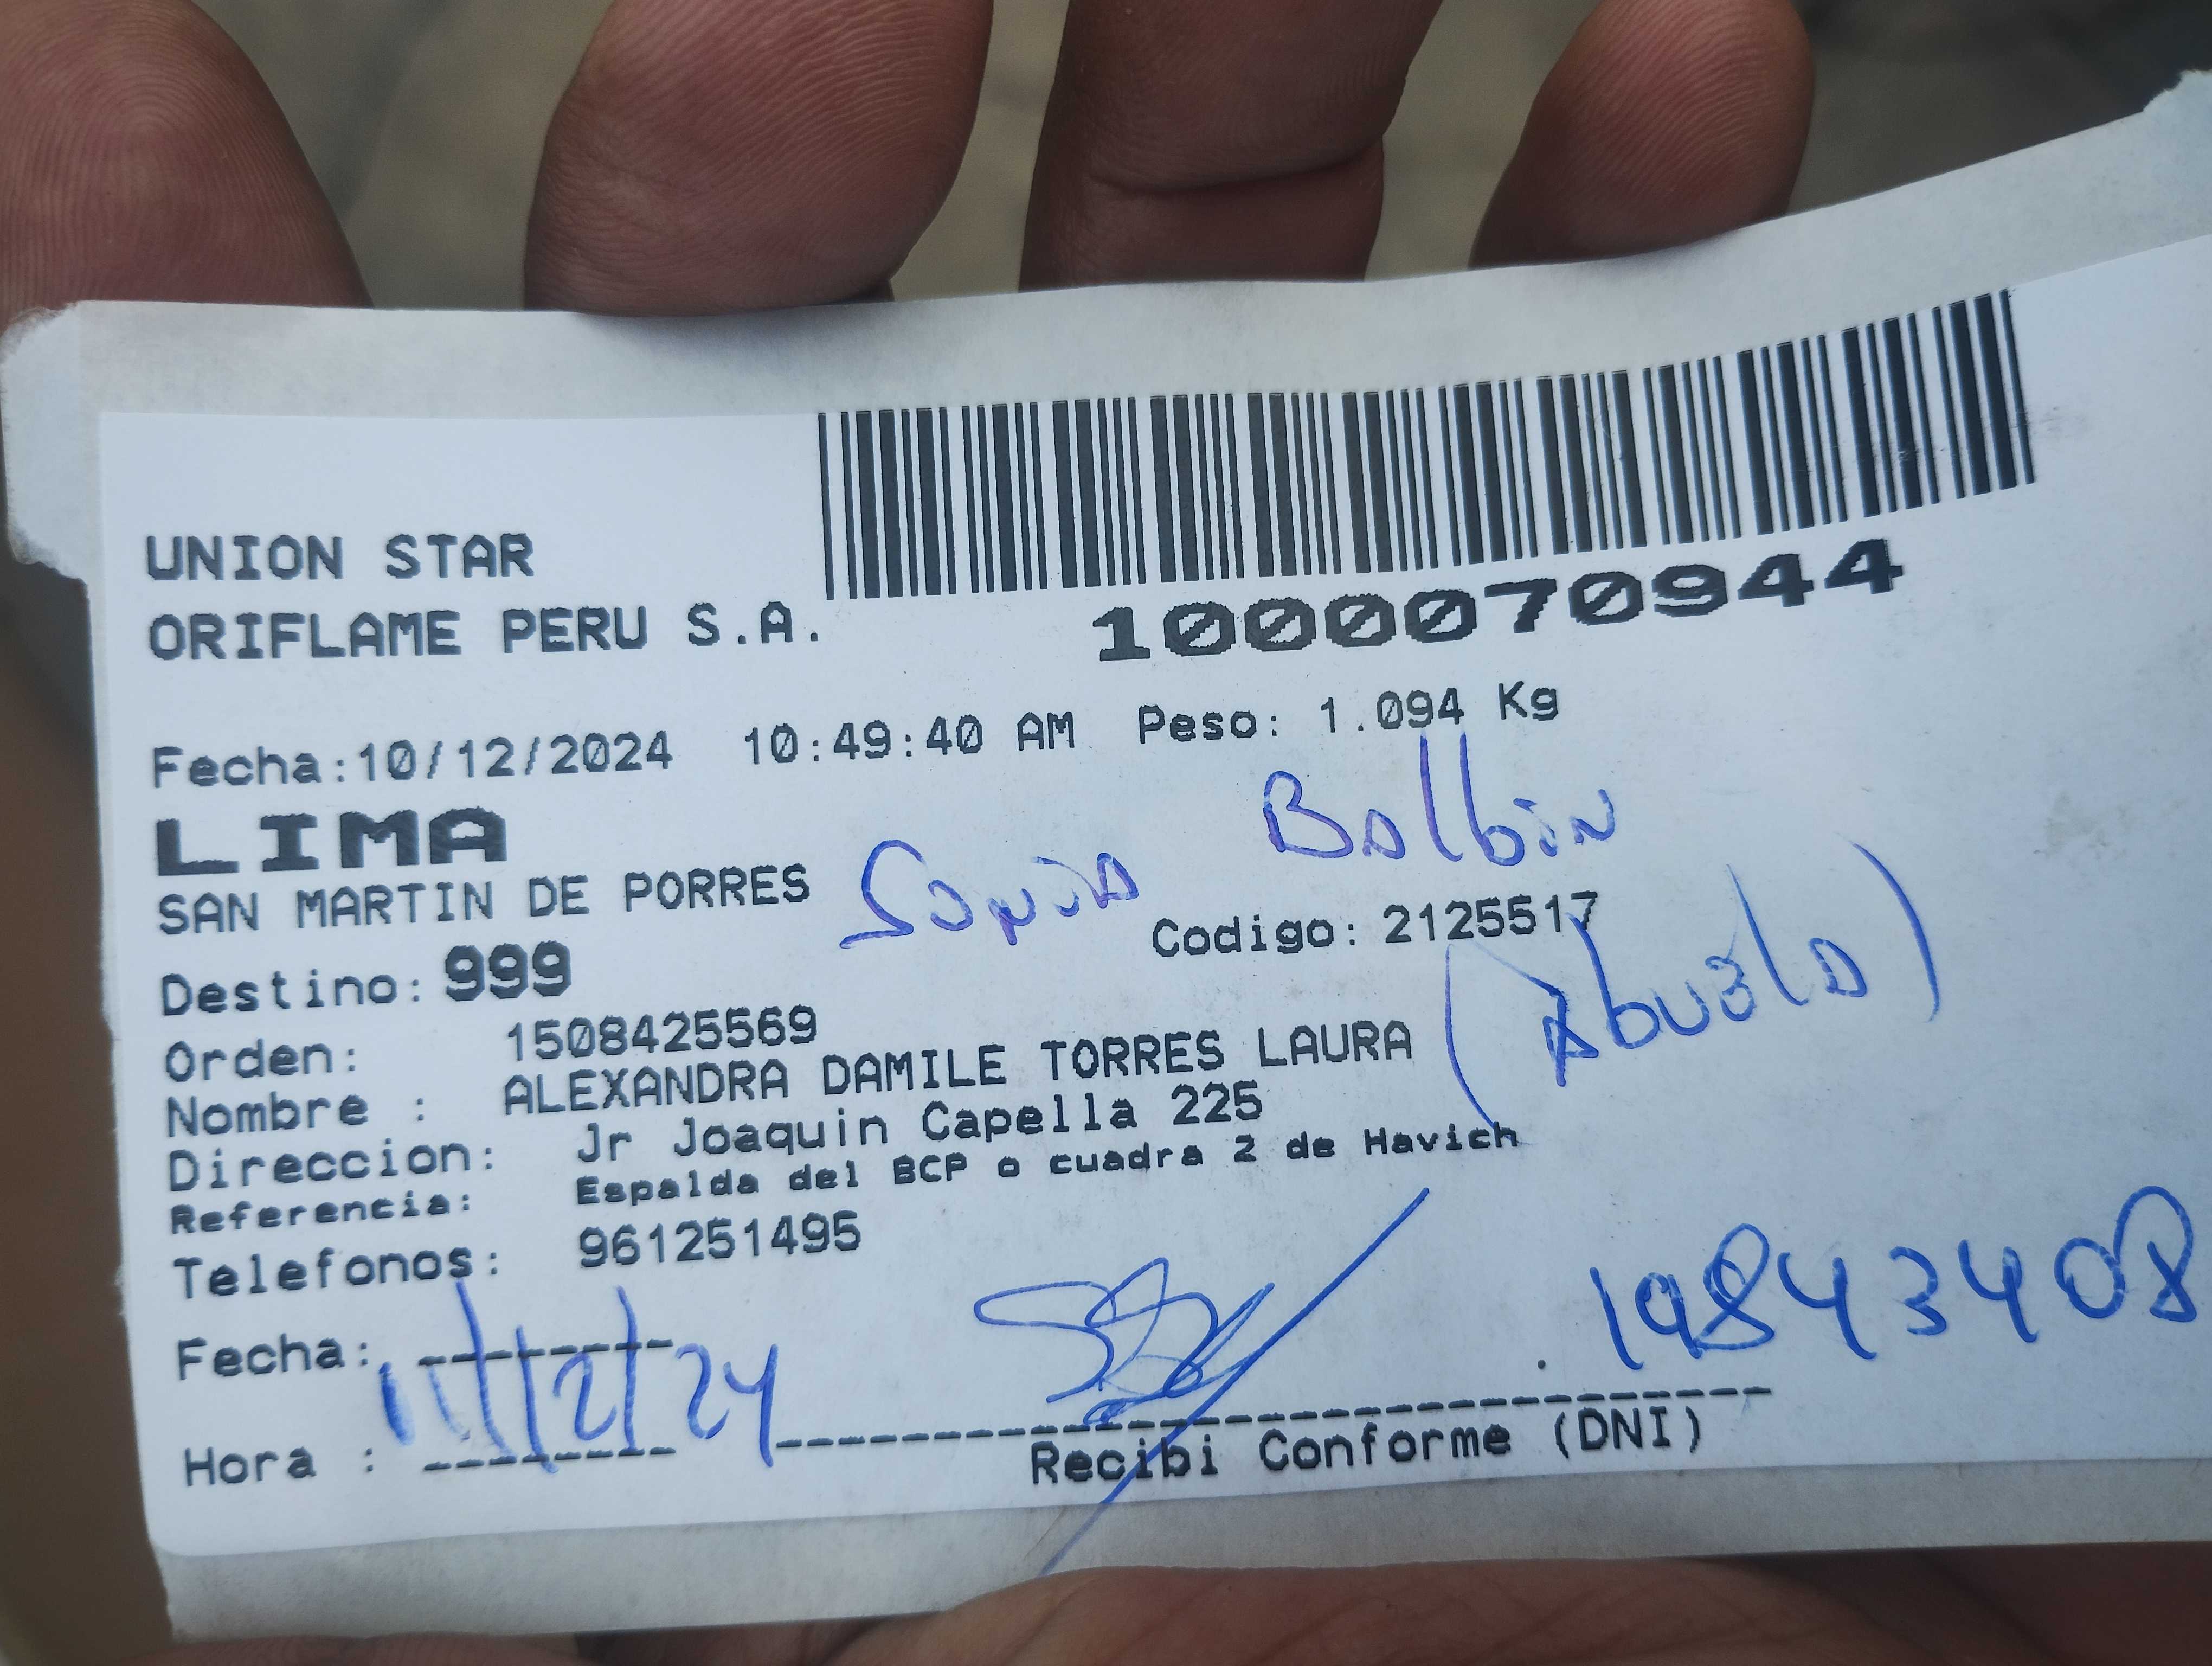 UNION STAR
ORIFLAME PERU S.A.
1000070944
Fecha:10/12/2024 10:49:40 AM Peso: 1.094 Kg
LIMA
Sonia Balbin
SAN MARTIN DE PORRES
Codigo: 2125517
Destino: 999
(Abuela)
Orden: 1508425569
Nombre : ALEXANDRA DAMILE TORRES LAURA
Direccion: Jr Joaquin Capella 225
Referencia: Espalda del BCP o cuadra 2 de Havich
Telefonos: 961251495
19843408
Fecha: 11/12/24
Hora :
Recibi Conforme (DNI)